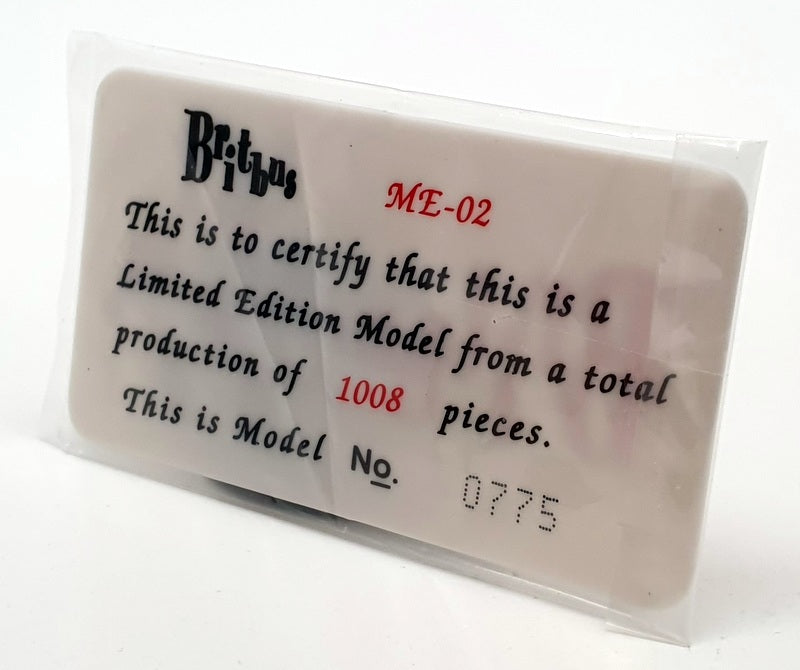 Britbus
ME-02
This is to certify that this is a
Limited Edition Model from a total
production of 1008 pieces.
This is Model No. 0775